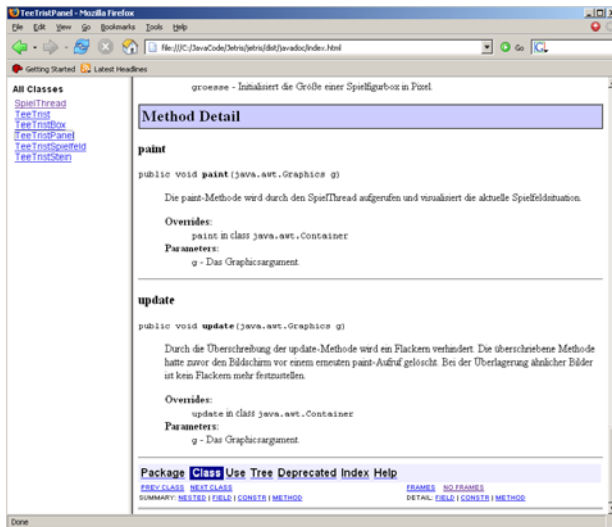 TeeTristPanel - Mozilla Firefox
File Edit View Go Bookmarks Tools Help
file:///C:/JavaCode/Jetris/jetris/dist/javadoc/index.html Go
Getting Started Latest Headlines
All Classes
SpielThread
TeeTrist
TeeTristBox
TeeTristPanel
TeeTristSpielfeld
TeeTristStein
groesse - Initialisiert die Größe einer Spielfigurbox in Pixel.
Method Detail
paint
public void paint(java.awt.Graphics g)
Die paint-Methode wird durch den SpielThread aufgerufen und visualisiert die aktuelle Spielfeldsituation.
Overrides:
paint in class java.awt.Container
Parameters:
g - Das Graphicsargument.
update
public void update(java.awt.Graphics g)
Durch die Überschreibung der update-Methode wird ein Flackern verhindert. Die überschriebene Methode
hatte zuvor den Bildschirm vor einem erneuten paint-Aufruf gelöscht. Bei der Überlagerung ähnlicher Bilder
ist kein Flackern mehr festzustellen.
Overrides:
update in class java.awt.Container
Parameters:
g - Das Graphicsargument.
Package Class Use Tree Deprecated Index Help
PREV CLASS NEXT CLASS FRAMES NO FRAMES
SUMMARY: NESTED | FIELD | CONSTR | METHOD DETAIL: FIELD | CONSTR | METHOD
Done